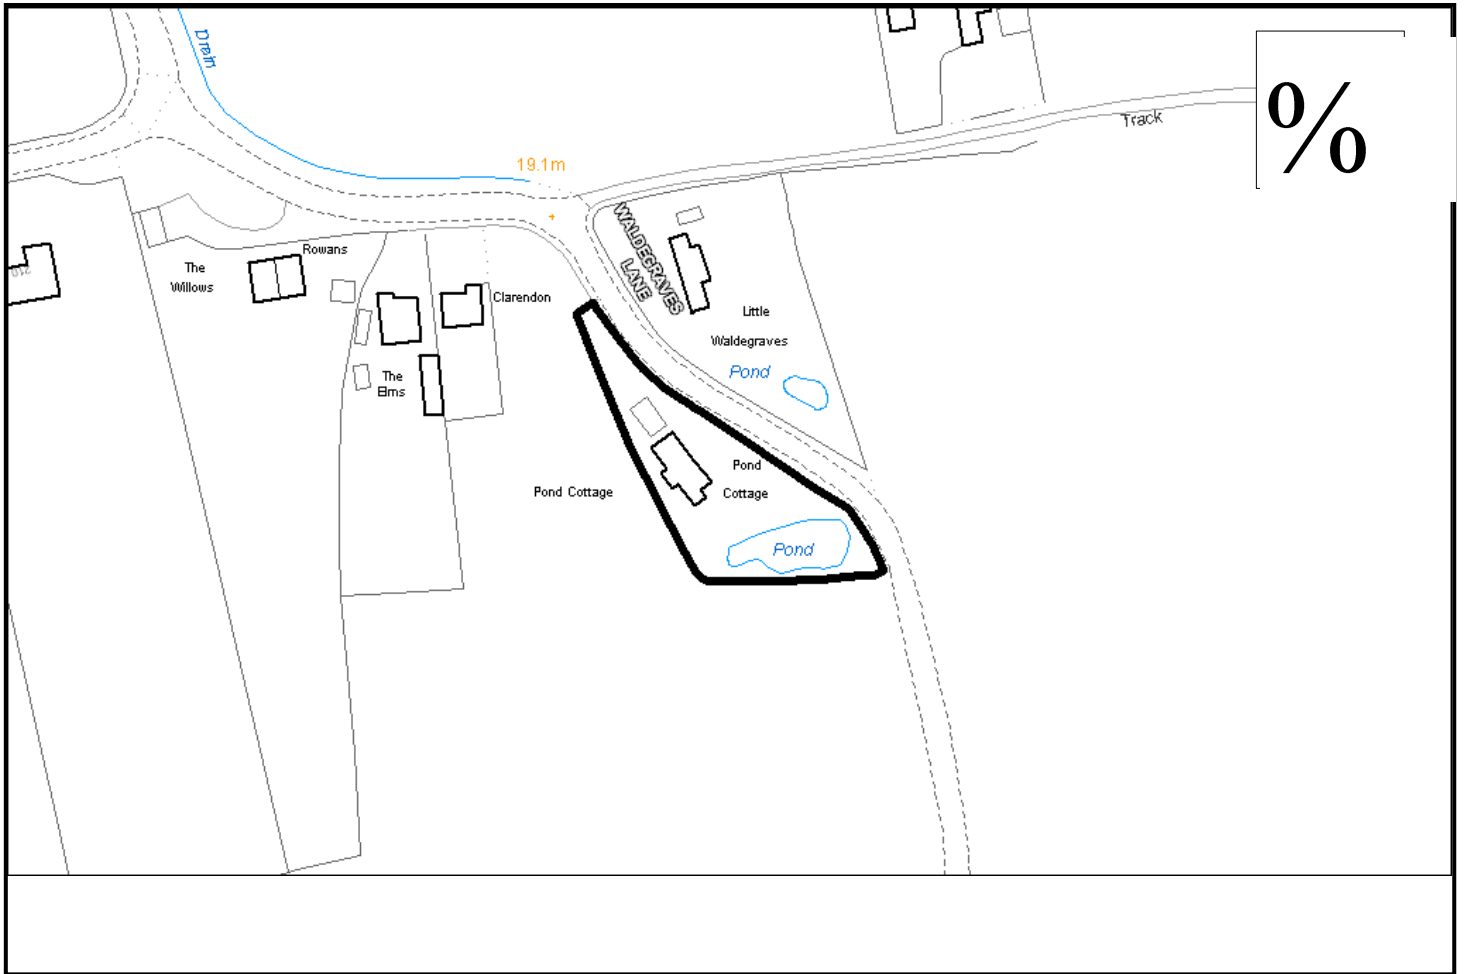 Drain
19.1m
Track
%
WALDEGRAVES
LANE
Rowans
The
Willows
Clarendon
Little
Waldegraves
Pond
The
Elms
Pond
Cottage
Pond Cottage
Pond